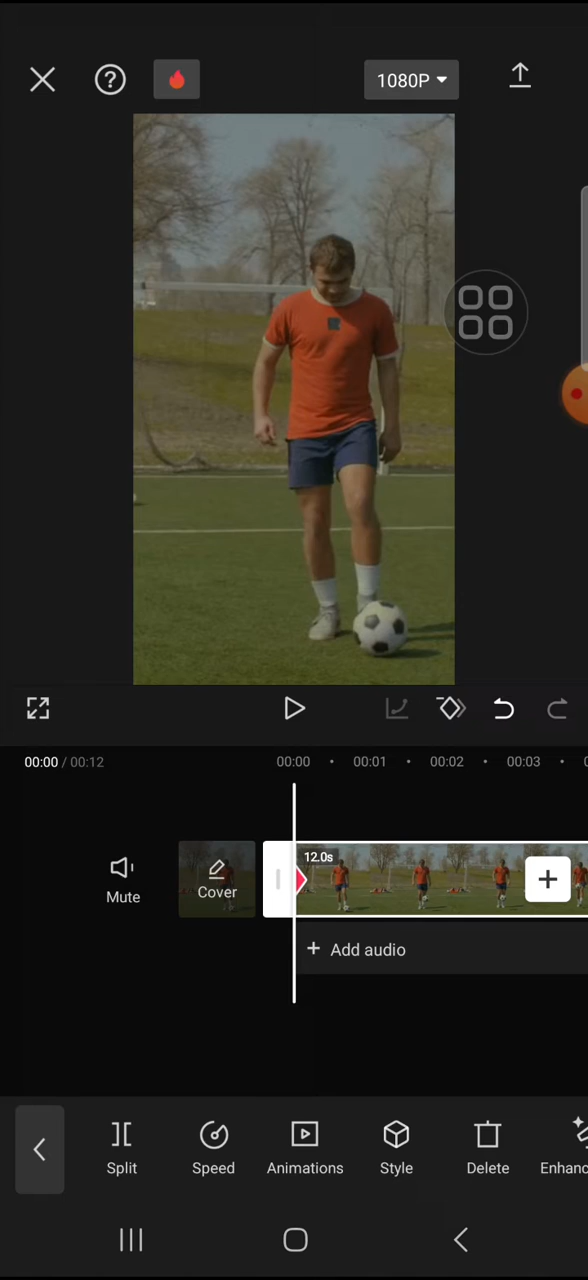 1080P
00:00 / 00:12
00:00
00:01
00:02
00:03
Mute
Cover
12.0s
+ Add audio
Split
Speed
Animations
Style
Delete
Enhanc